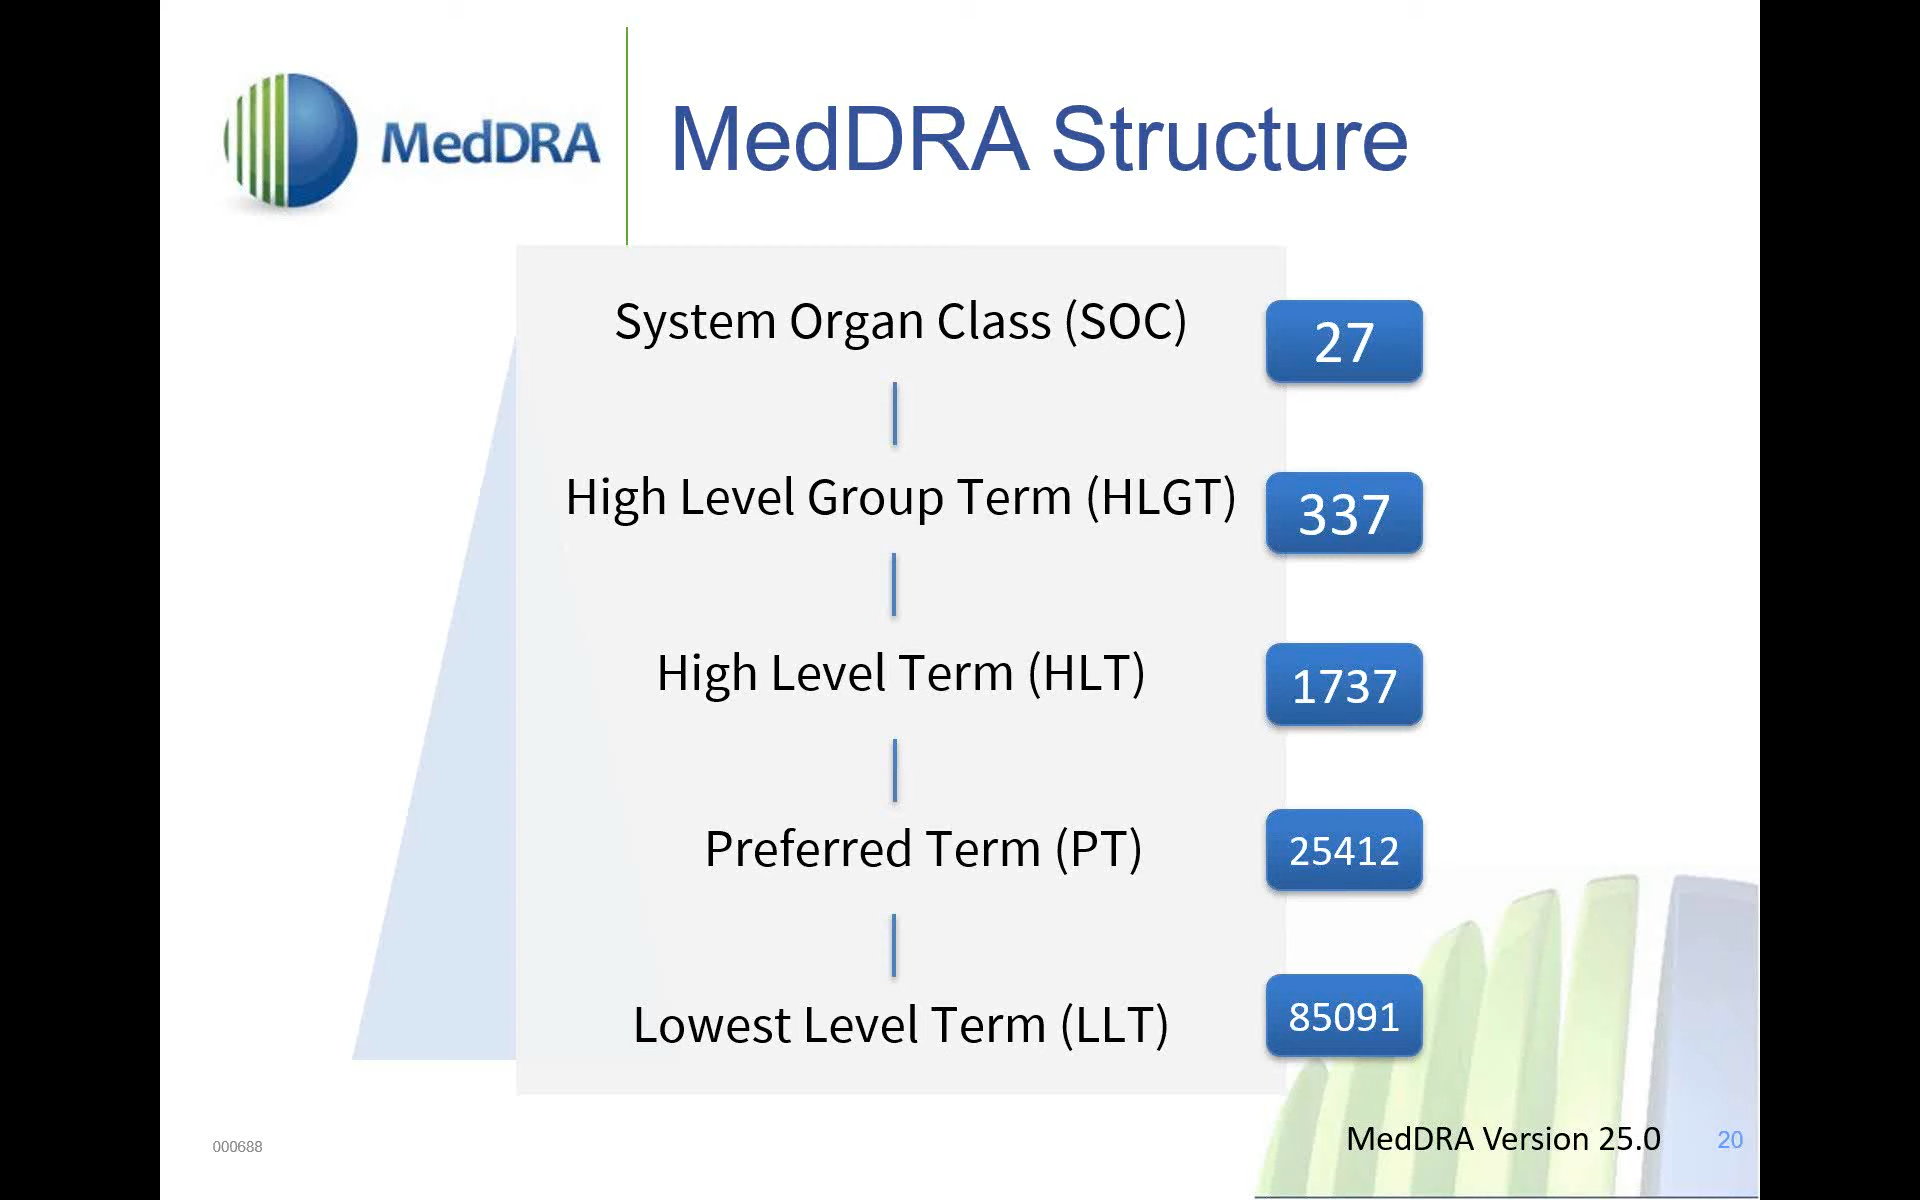 MedDRA
MedDRA Structure
System Organ Class (SOC)
27
High Level Group Term (HLGT)
337
High Level Term (HLT)
1737
Preferred Term (PT)
25412
Lowest Level Term (LLT)
85091
000688
MedDRA Version 25.0
20